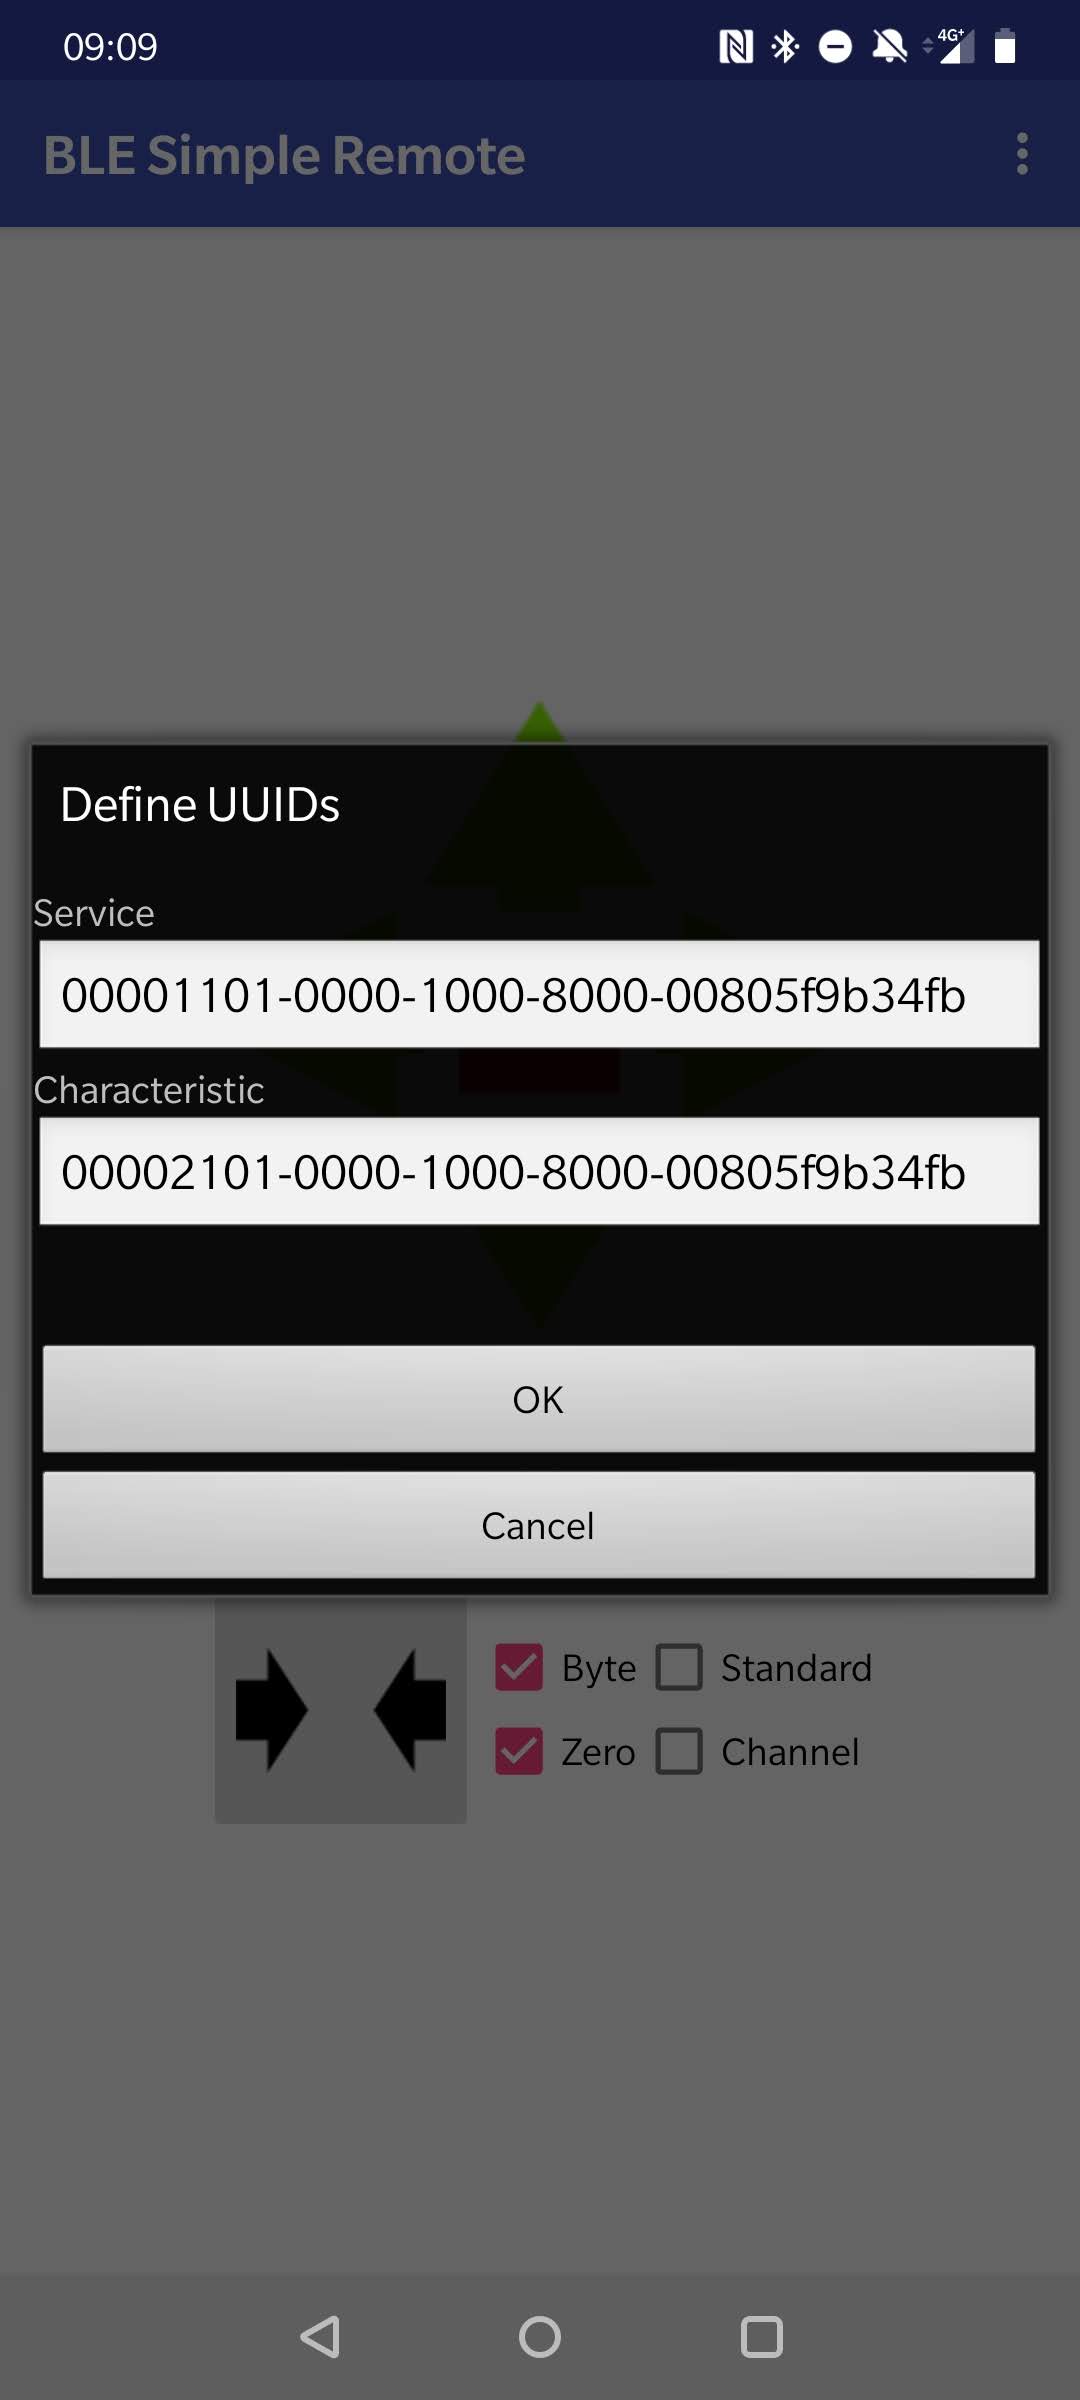 09:09
4G+
BLE Simple Remote
Define UUIDs
Service
00001101-0000-1000-8000-00805f9b34fb
Characteristic
00002101-0000-1000-8000-00805f9b34fb
OK
Cancel
Byte Standard
Zero Channel